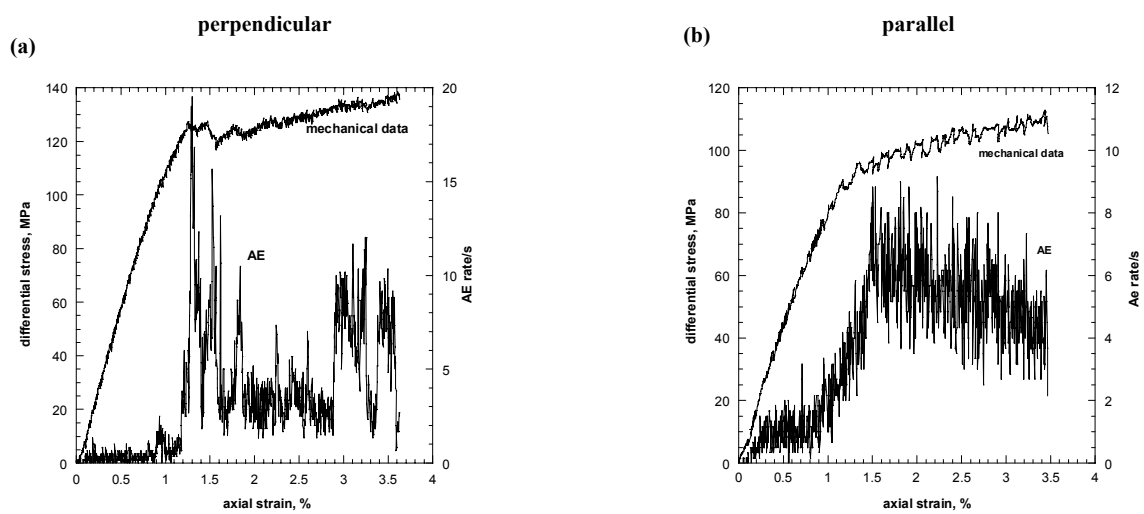 perpendicular
(a)
140
120
100
80
60
40
20
0
differential stress, MPa
20
15
10
5
0
AE rate/s
mechanical data
AE
0 0.5 1 1.5 2 2.5 3 3.5 4
axial strain, %
parallel
(b)
120
100
80
60
40
20
0
differential stress, MPa
12
10
8
6
4
2
0
Ae rate/s
mechanical data
AE
0 0.5 1 1.5 2 2.5 3 3.5 4
axial strain, %